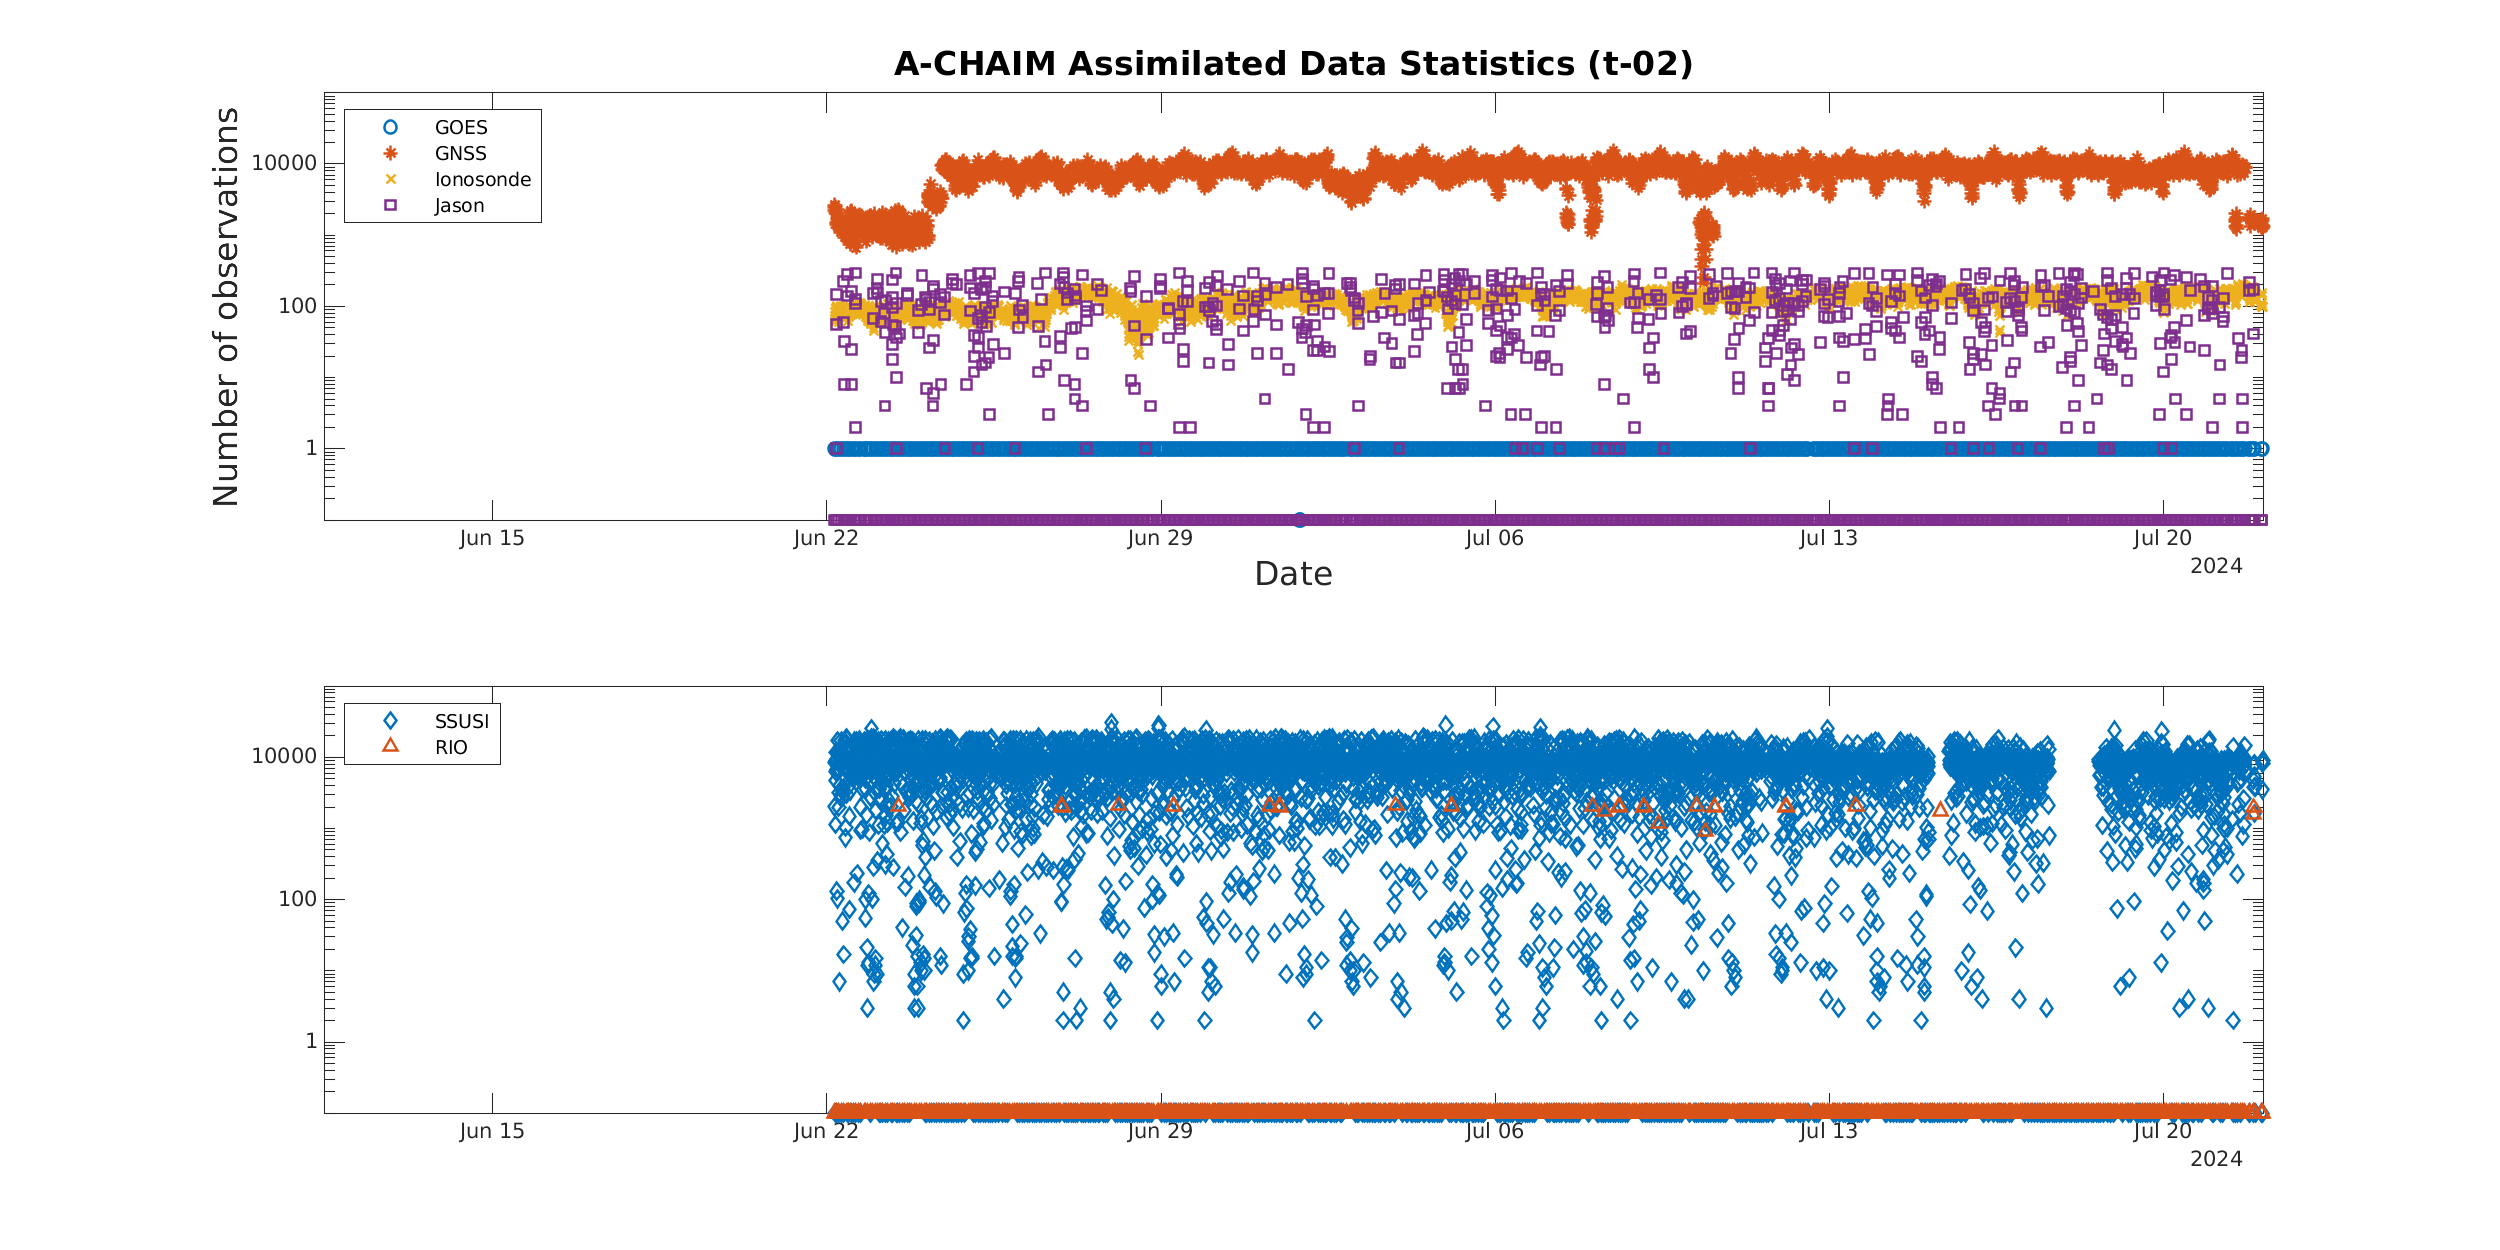 A-CHAIM Assimilated Data Statistics (t-02)
Number of observations
10000
100
1
GOES
GNSS
Ionosonde
Jason
Jun 15
Jun 22
Jun 29
Jul 06
Jul 13
Jul 20
2024
Date
10000
100
1
SSUSI
RIO
Jun 15
Jun 22
Jun 29
Jul 06
Jul 13
Jul 20
2024